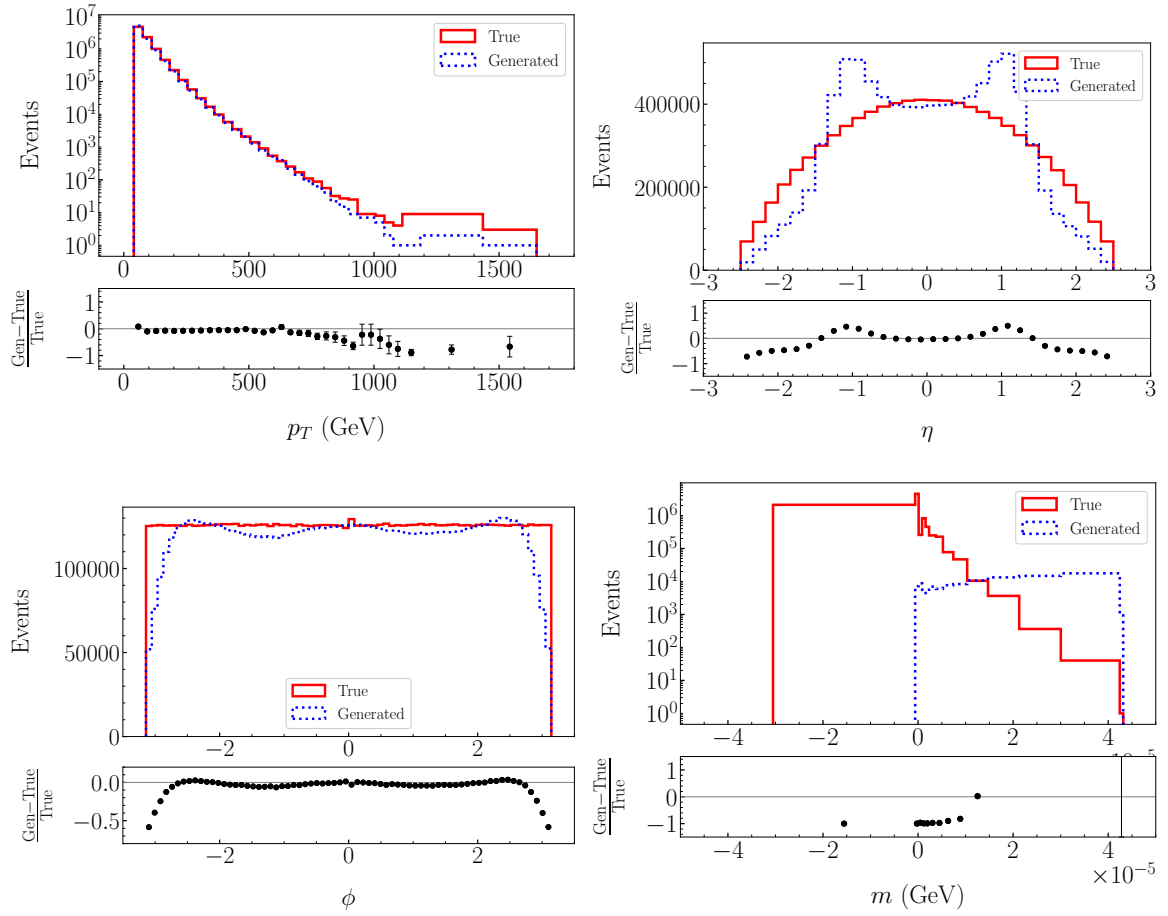 10^7
10^6
10^5
10^4
10^3
10^2
10^1
10^0
Events
True
Generated
0 500 1000 1500
1
0
−1
Gen−True
True
0 500 1000 1500
p_T (GeV)
400000
200000
0
Events
True
Generated
−3 −2 −1 0 1 2 3
1
0
−1
Gen−True
True
−3 −2 −1 0 1 2 3
η
100000
50000
0
Events
True
Generated
−2 0 2
0.0
−0.5
Gen−True
True
−2 0 2
ϕ
10^6
10^5
10^4
10^3
10^2
10^1
10^0
Events
True
Generated
−4 −2 0 2 4
1
0
−1
Gen−True
True
−4 −2 0 2 4
×10^−5
m (GeV)